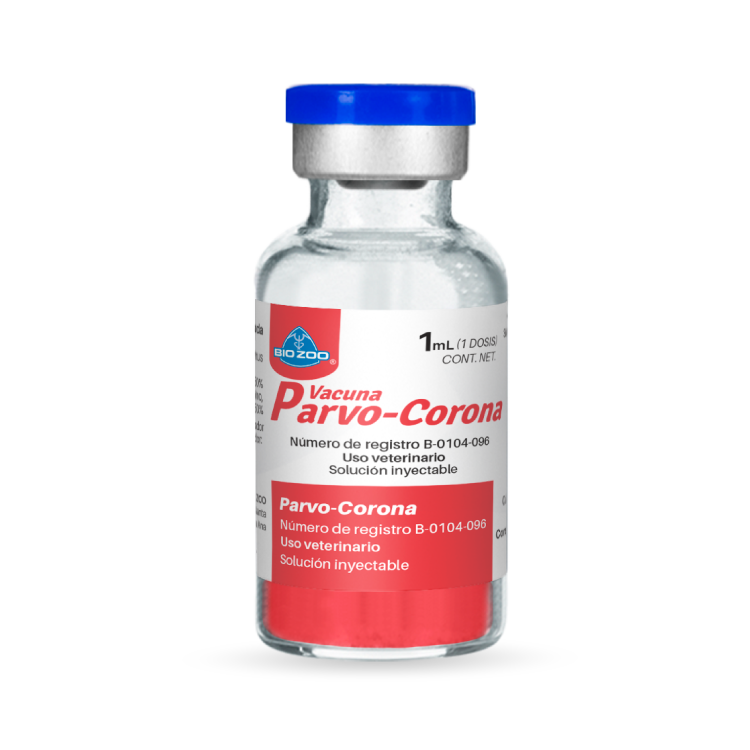 BIO ZOO
®
1mL (1 DOSIS)
CONT. NET.
Vacuna
Parvo-Corona
Número de registro B-0104-096
Uso veterinario
Solución inyectable
Parvo-Corona
Número de registro B-0104-096
Uso veterinario
Solución inyectable